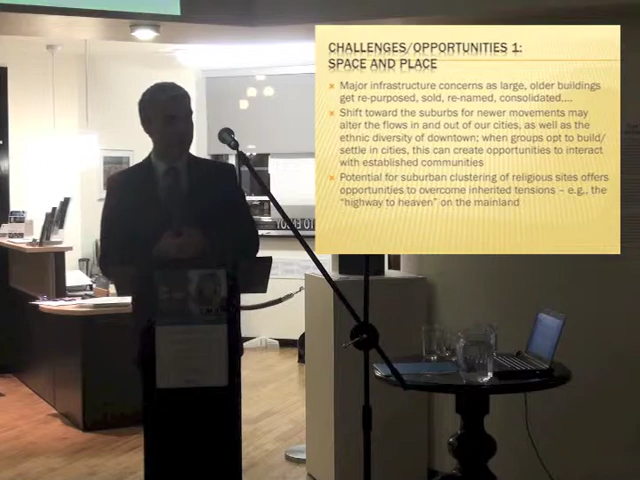 CHALLENGES/OPPORTUNITIES 1:
SPACE AND PLACE
Major infrastructure concerns as large, older buildings
get re-purposed, sold, re-named, consolidated....
Shift toward the suburbs for newer movements may
alter the flows in and out of our cities, as well as the
ethnic diversity of downtown; when groups opt to build/
settle in cities, this can create opportunities to interact
with established communities
Potential for suburban clustering of religious sites offers
opportunities to overcome inherited tensions – e.g., the
"highway to heaven" on the mainland